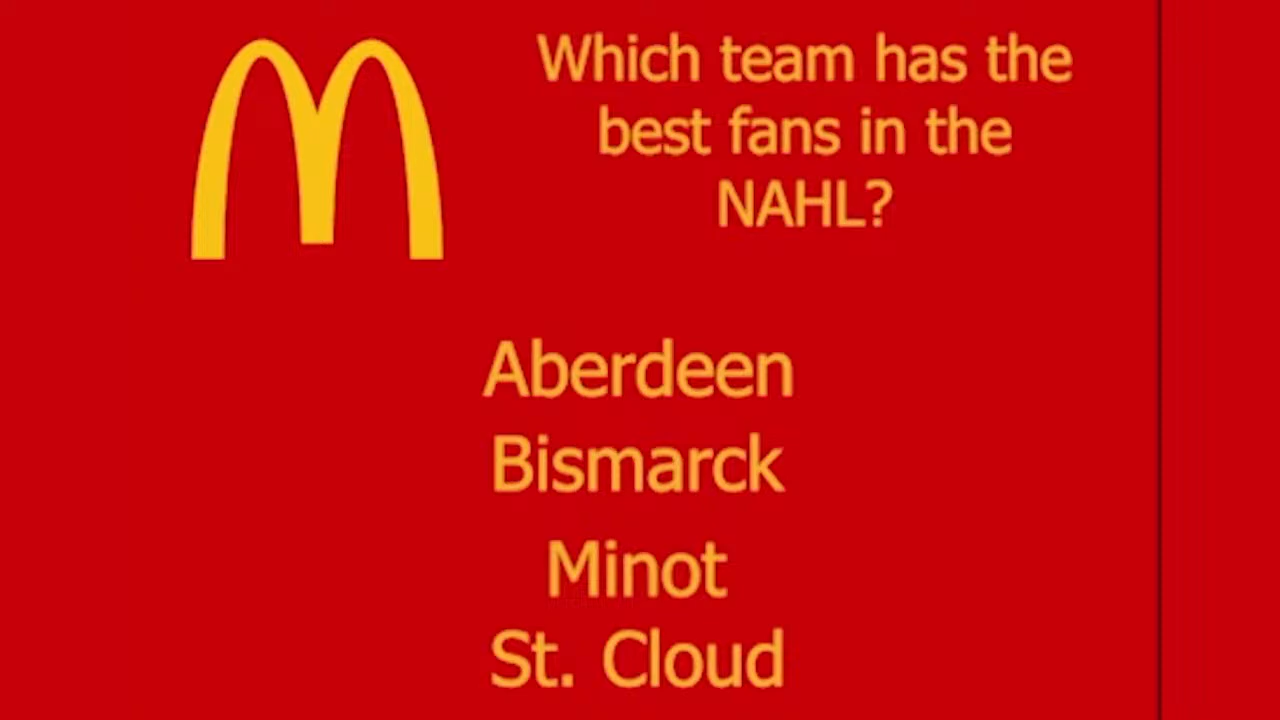 Which team has the
best fans in the
NAHL?
Aberdeen
Bismarck
Minot
St. Cloud